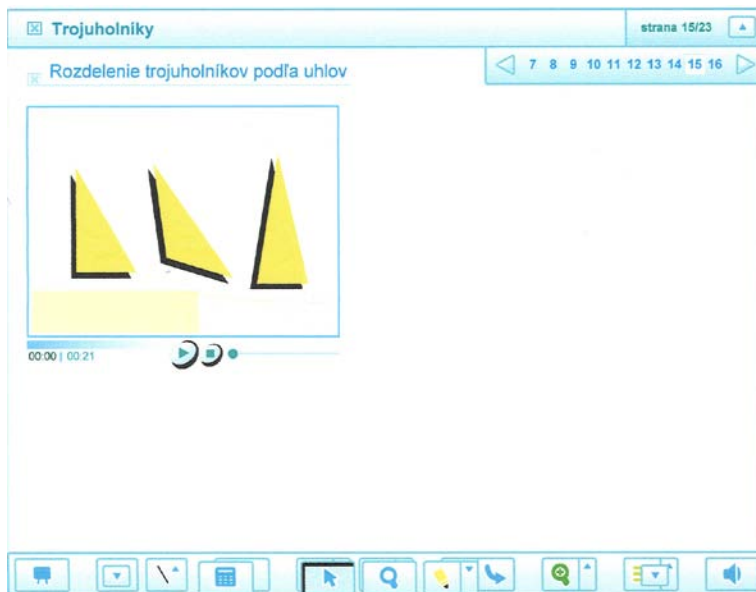 Trojuholniky
strana 15/23
Rozdelenie trojuholníkov podľa uhlov
7 8 9 10 11 12 13 14 15 16
00:00 | 00:21